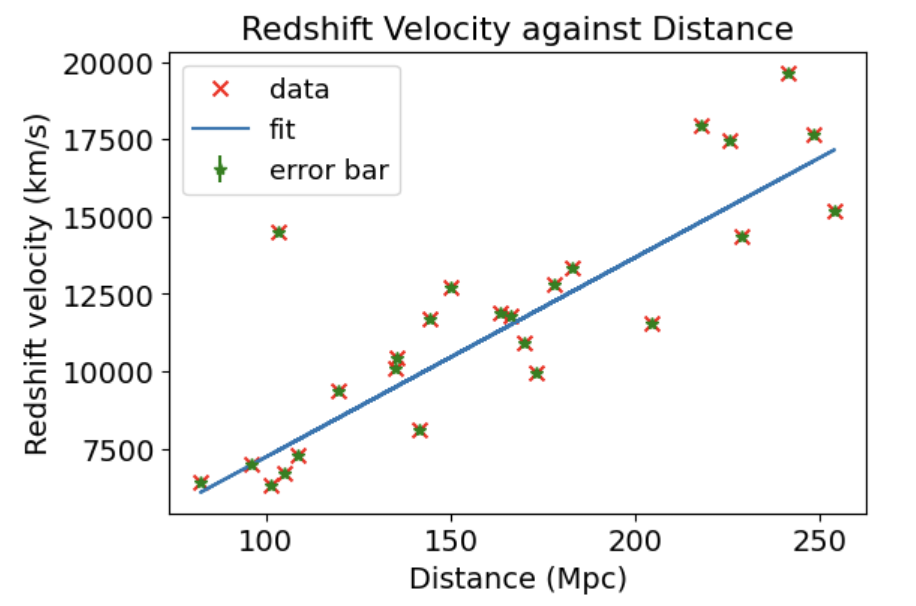 Redshift Velocity against Distance
data
fit
error bar
Redshift velocity (km/s)
20000
17500
15000
12500
10000
7500
100 150 200 250
Distance (Mpc)